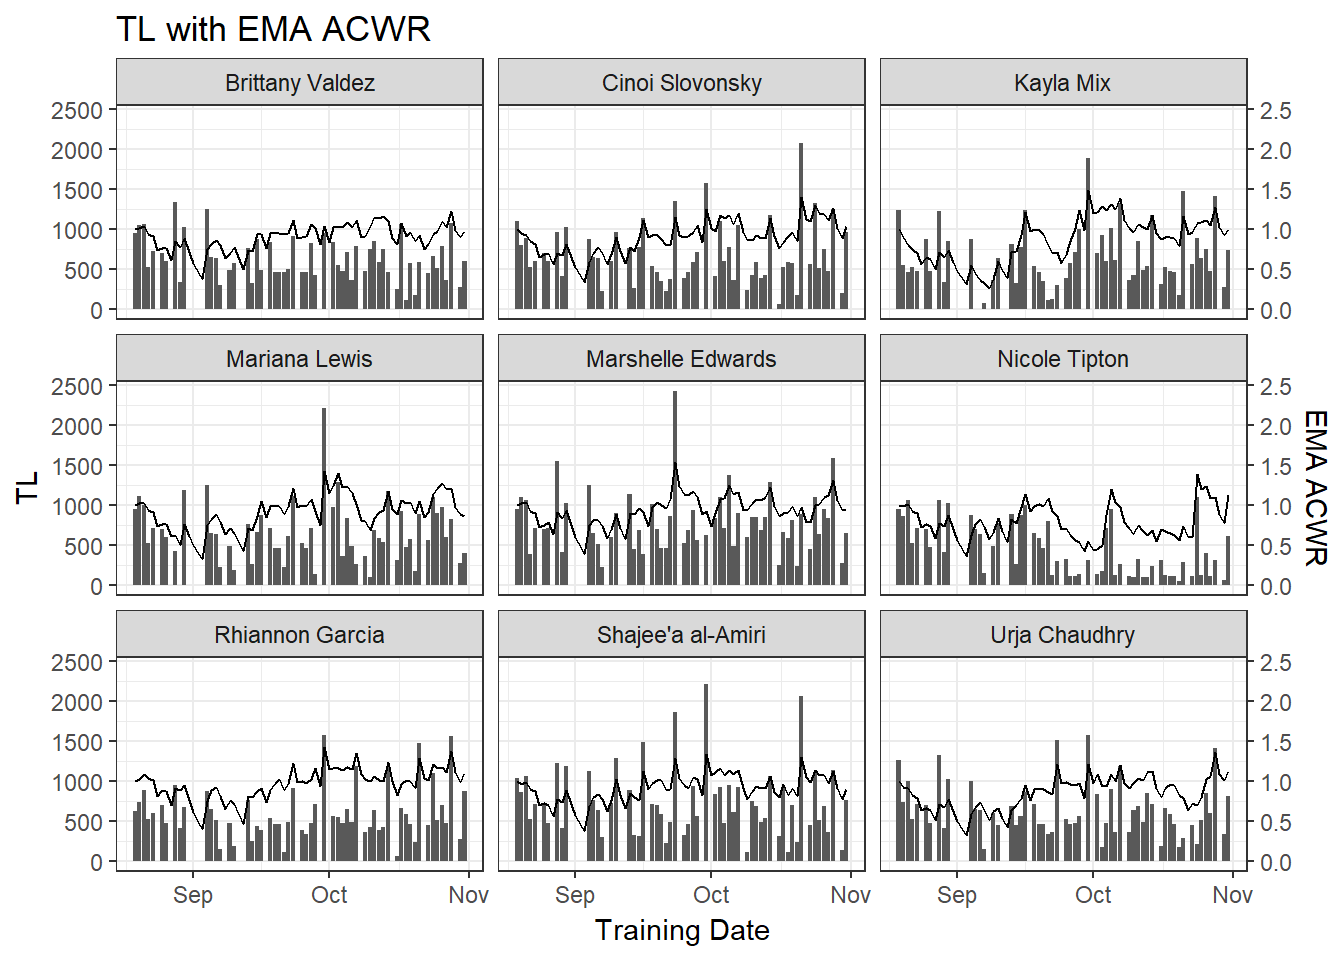 TL with EMA ACWR
Brittany Valdez
Cinoi Slovonsky
Kayla Mix
2500
2000
1500
1000
500
0
2.5
2.0
1.5
1.0
0.5
0.0
Mariana Lewis
Marshelle Edwards
Nicole Tipton
2500
2000
1500
1000
500
0
2.5
2.0
1.5
1.0
0.5
0.0
TL
EMA ACWR
Rhiannon Garcia
Shajee'a al-Amiri
Urja Chaudhry
2500
2000
1500
1000
500
0
2.5
2.0
1.5
1.0
0.5
0.0
Sep Oct Nov
Sep Oct Nov
Sep Oct Nov
Training Date